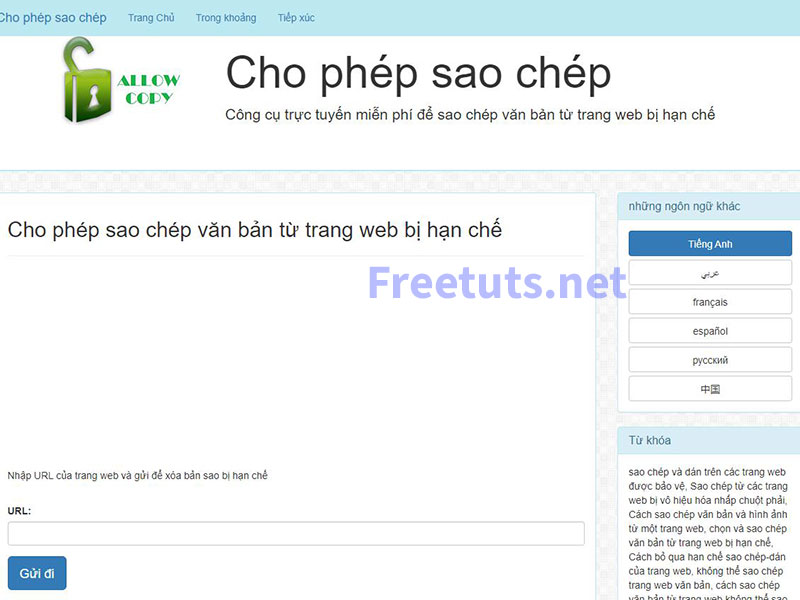 Cho phép sao chép Trang Chủ Trong khoảng Tiếp xúc
ALLOW
COPY
Cho phép sao chép
Công cụ trực tuyến miễn phí để sao chép văn bản từ trang web bị hạn chế
Cho phép sao chép văn bản từ trang web bị hạn chế
Freetuts.net
Nhập URL của trang web và gửi để xóa bản sao bị hạn chế
URL:
Gửi đi
những ngôn ngữ khác
Tiếng Anh
عربي
français
español
русский
中国
Từ khóa
sao chép và dán trên các trang web
được bảo vệ, Sao chép từ các trang
web bị vô hiệu hóa nhấp chuột phải,
Cách sao chép văn bản và hình ảnh
từ một trang web, chọn và sao chép
văn bản từ trang web bị hạn chế,
Cách bỏ qua hạn chế sao chép-dán
của trang web, không thể sao chép
trang web văn bản, cách sao chép
văn bản từ trang web không thể sao